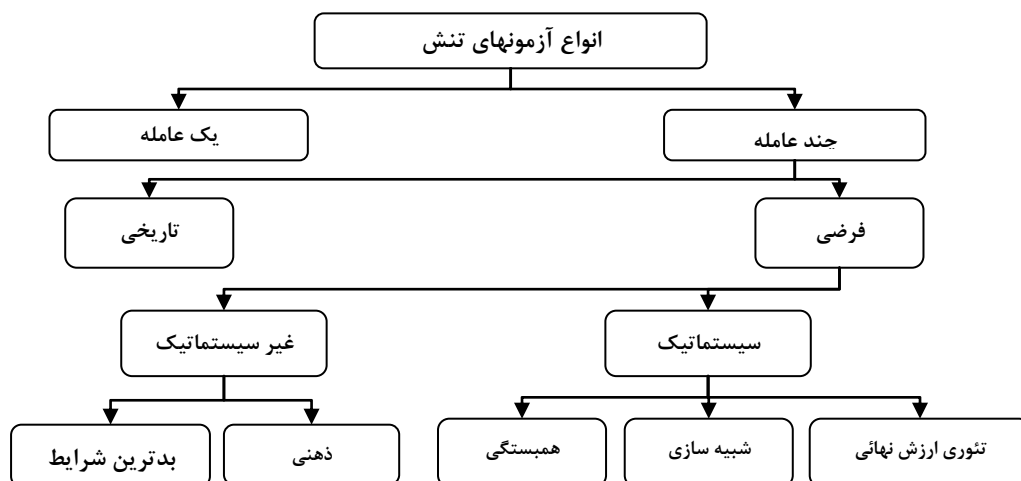 انواع آزمونهای تنش
چند عامله
یک عامله
فرضی
تاریخی
سیستماتیک
غیر سیستماتیک
تئوری ارزش نهائی
شبیه سازی
همبستگی
ذهنی
بدترین شرایط